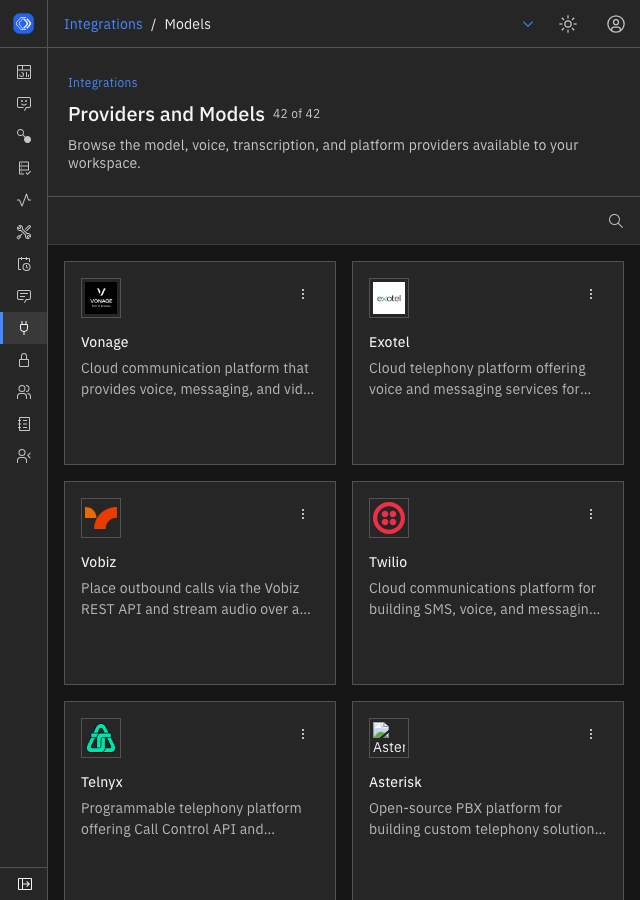 Integrations / Models
Integrations
Providers and Models 42 of 42
Browse the model, voice, transcription, and platform providers available to your
workspace.
VONAGE
Vonage
Cloud communication platform that
provides voice, messaging, and vid...
exotel
Exotel
Cloud telephony platform offering
voice and messaging services for...
Vobiz
Place outbound calls via the Vobiz
REST API and stream audio over a...
Twilio
Cloud communications platform for
building SMS, voice, and messagin...
Telnyx
Programmable telephony platform
offering Call Control API and...
Aster
Asterisk
Open-source PBX platform for
building custom telephony solution...